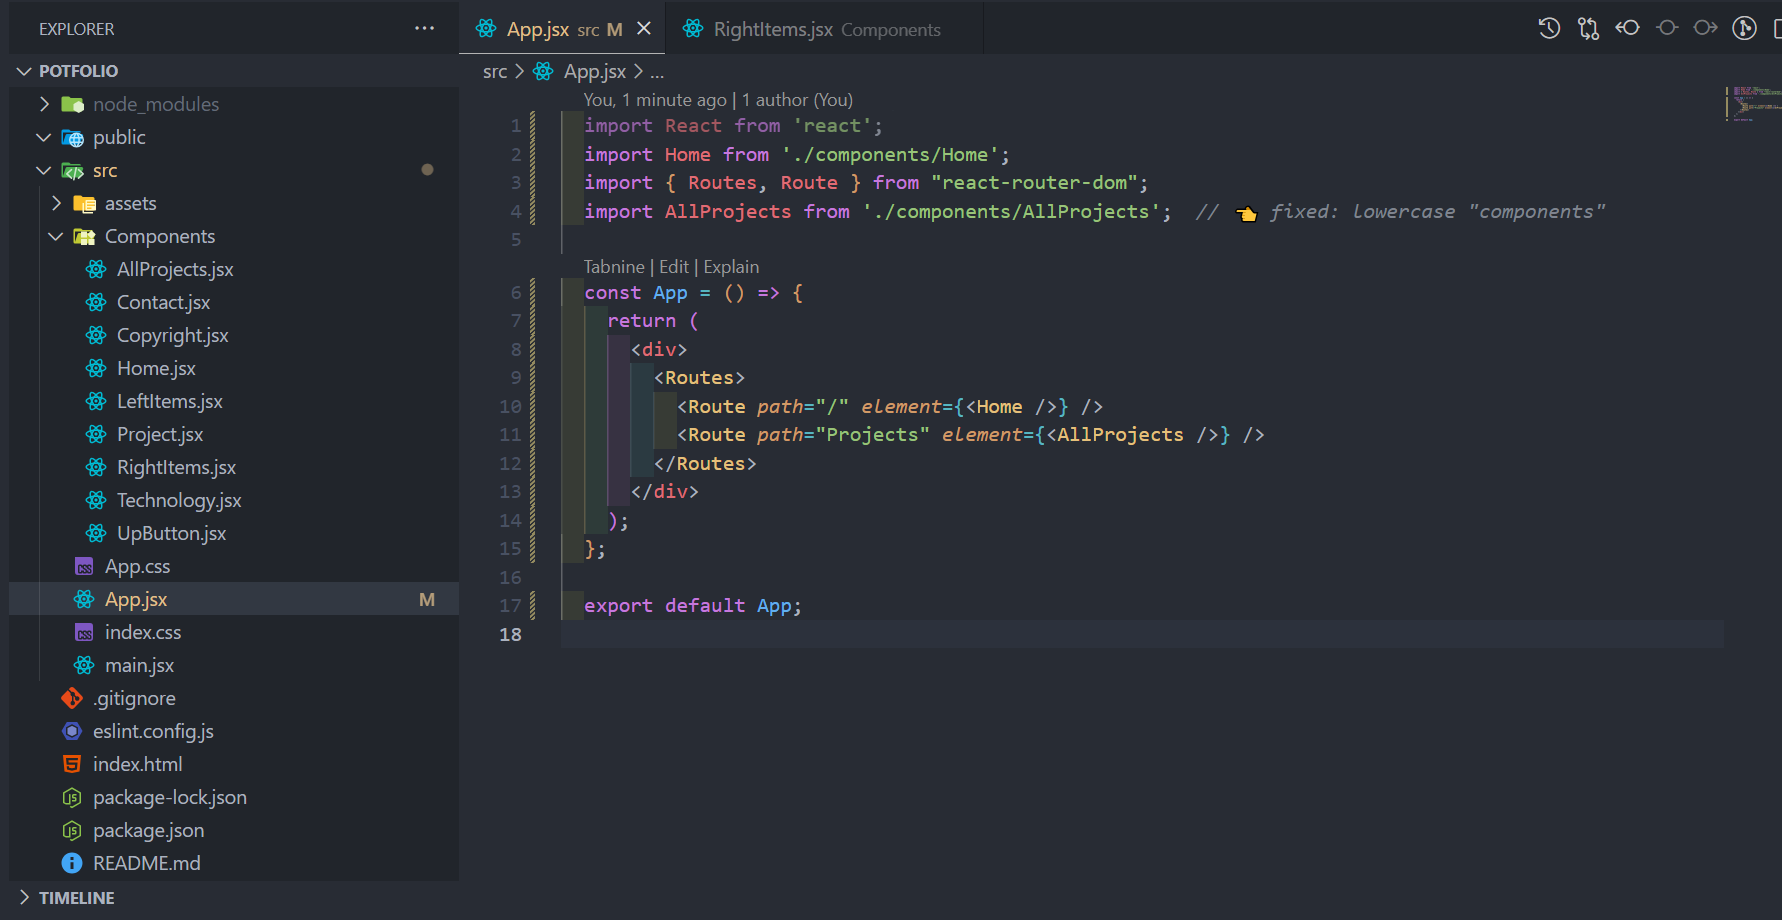 EXPLORER ···
POTFOLIO
node_modules
public
src
assets
Components
AllProjects.jsx
Contact.jsx
Copyright.jsx
Home.jsx
LeftItems.jsx
Project.jsx
RightItems.jsx
Technology.jsx
UpButton.jsx
App.css
App.jsx M
index.css
main.jsx
.gitignore
eslint.config.js
index.html
package-lock.json
package.json
README.md
TIMELINE
App.jsx src M
RightItems.jsx Components
src > App.jsx > ...
You, 1 minute ago | 1 author (You)
1 import React from 'react';
2 import Home from './components/Home';
3 import { Routes, Route } from "react-router-dom";
4 import AllProjects from './components/AllProjects'; // 👈 fixed: lowercase "components"
5
Tabnine | Edit | Explain
6 const App = () => {
7 return (
8 <div>
9 <Routes>
10 <Route path="/" element={<Home />} />
11 <Route path="Projects" element={<AllProjects />} />
12 </Routes>
13 </div>
14 );
15 };
16
17 export default App;
18